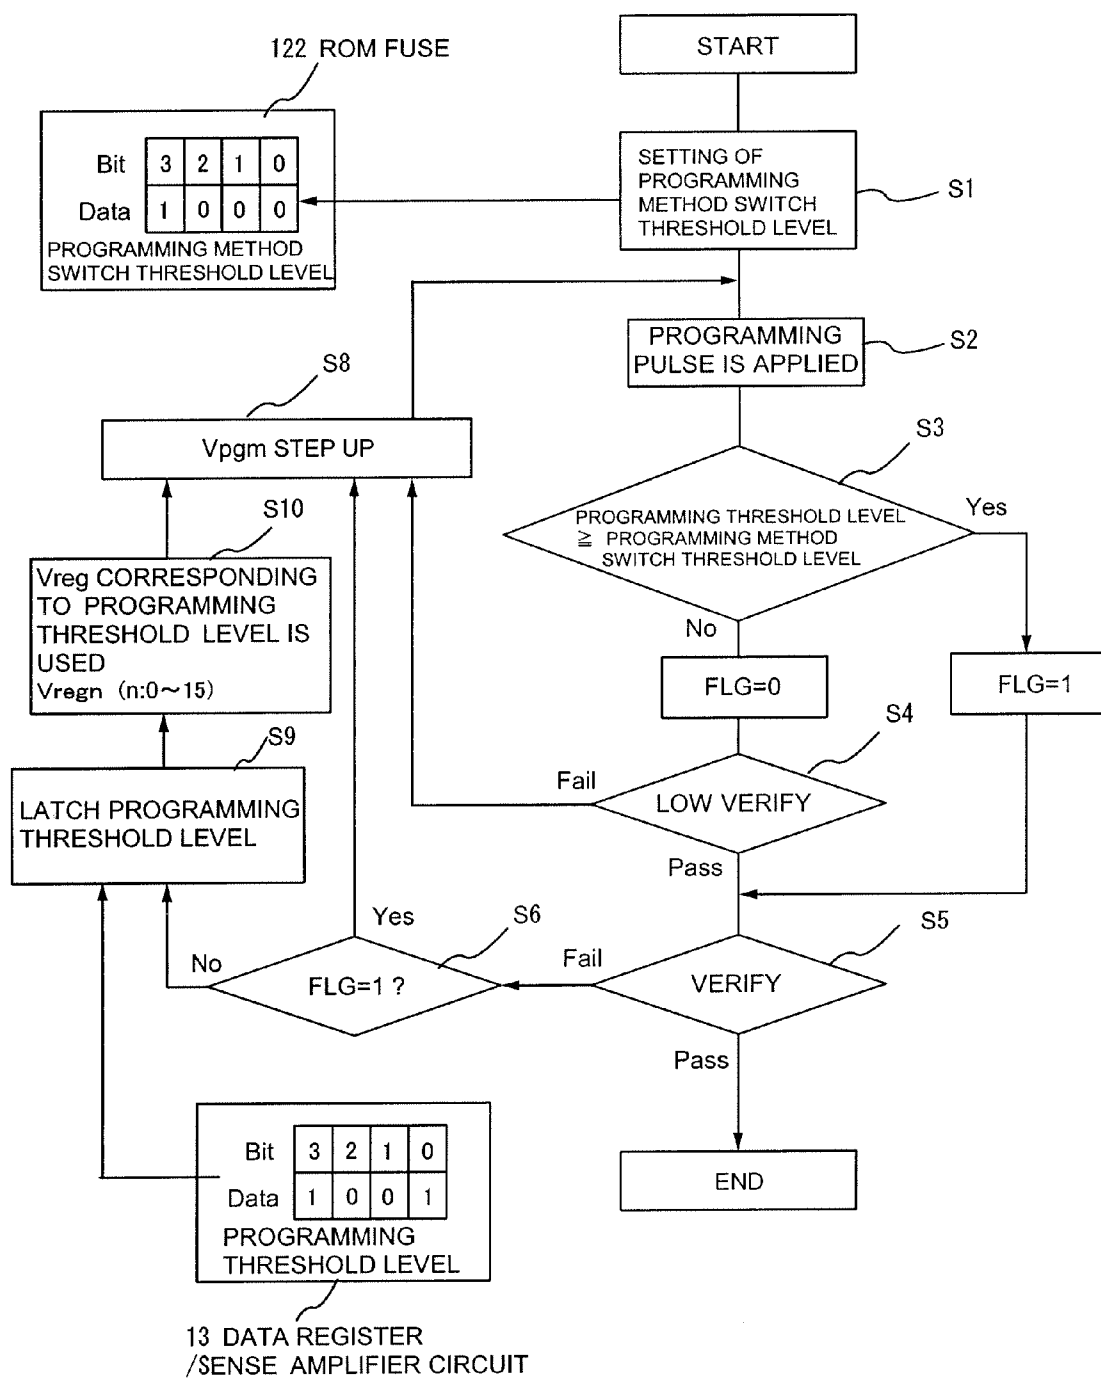 122 ROM FUSE
Bit 3 2 1 0
Data 1 0 0 0
PROGRAMMING METHOD
SWITCH THRESHOLD LEVEL
START
SETTING OF
PROGRAMMING
METHOD SWITCH
THRESHOLD LEVEL
S1
PROGRAMMING
PULSE IS APPLIED
S2
S8
Vpgm STEP UP
S3
PROGRAMMING THRESHOLD LEVEL
≧ PROGRAMMING METHOD
SWITCH THRESHOLD LEVEL
Yes
No
S10
Vreg CORRESPONDING
TO PROGRAMMING
THRESHOLD LEVEL IS
USED
Vregn (n:0～15)
FLG=0
FLG=1
S9
LATCH PROGRAMMING
THRESHOLD LEVEL
S4
Fail
LOW VERIFY
Pass
S6
Yes
No
FLG=1 ?
S5
Fail
VERIFY
Pass
Bit 3 2 1 0
Data 1 0 0 1
PROGRAMMING
THRESHOLD LEVEL
END
13 DATA REGISTER
/SENSE AMPLIFIER CIRCUIT